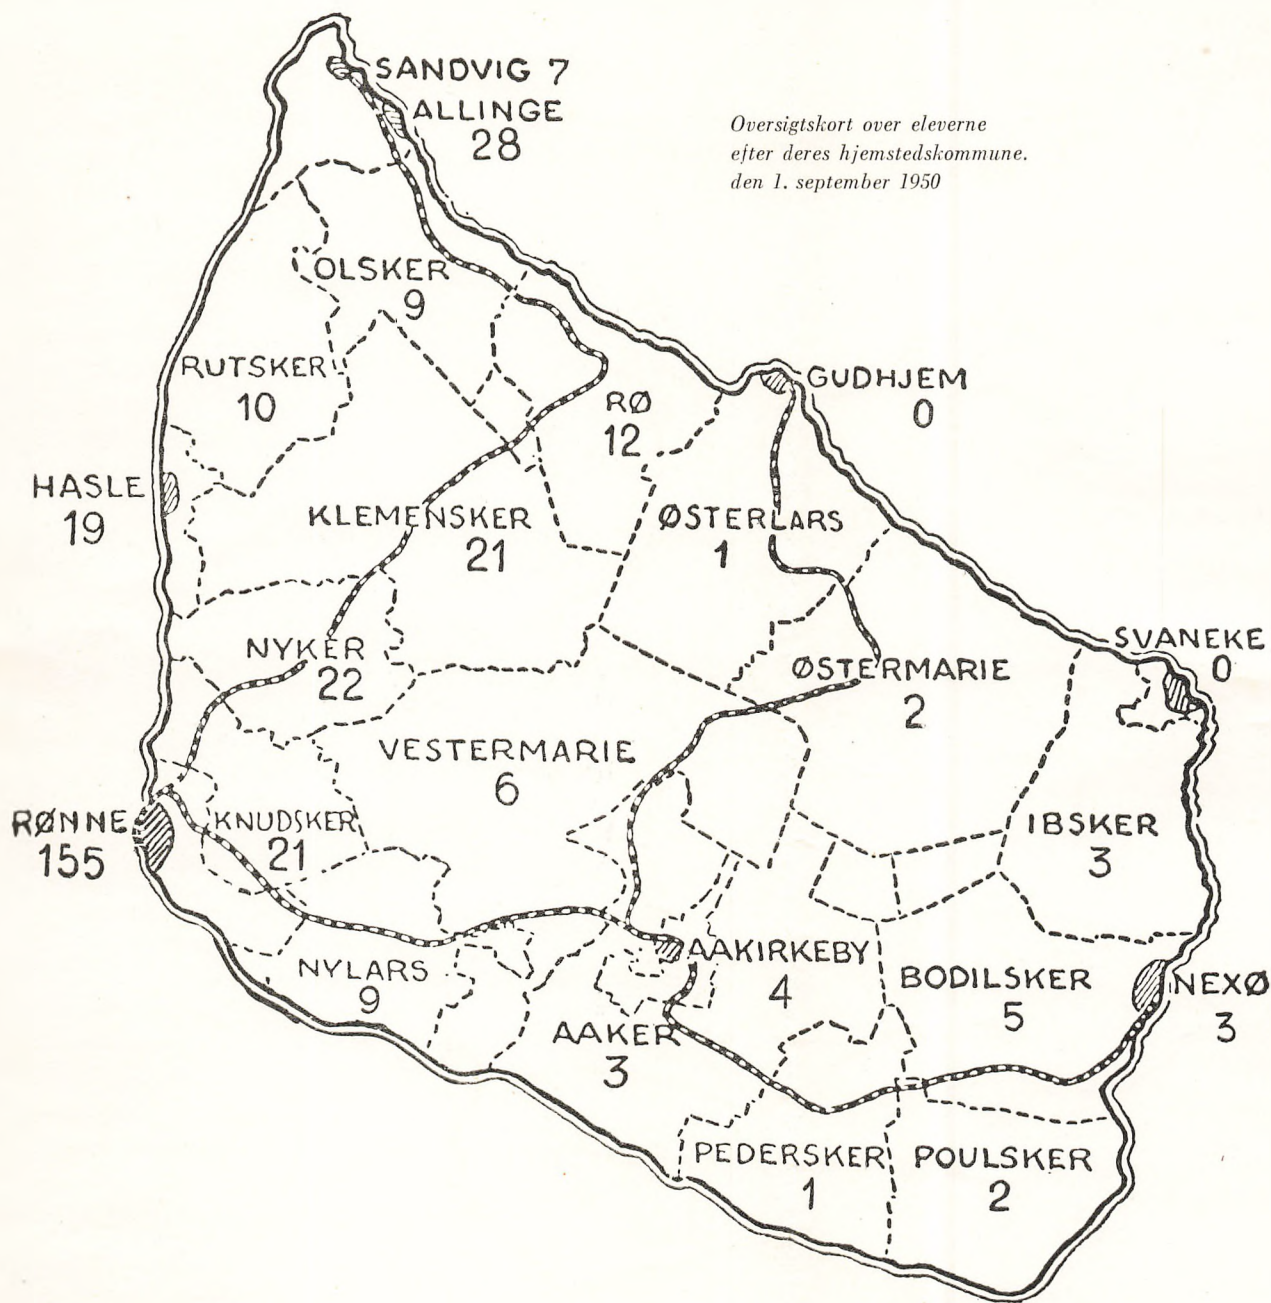 SANDVIG 7
ALLINGE
28
Oversigtskort over eleverne
efter deres hjemstedskommune.
den 1. september 1950
OLSKER
9
RUTSKER
10
RØ
12
GUDHJEM
0
HASLE
19
KLEMENSKER
21
ØSTERLARS
1
NYKER
22
SVANEKE
0
ØSTERMARIE
2
VESTERMARIE
6
RØNNE
155
KNUDSKER
21
IBSKER
3
NYLARS
9
AAKIRKEBY
4
BODILSKER
5
NEXØ
3
AAKER
3
PEDERSKER
1
POULSKER
2